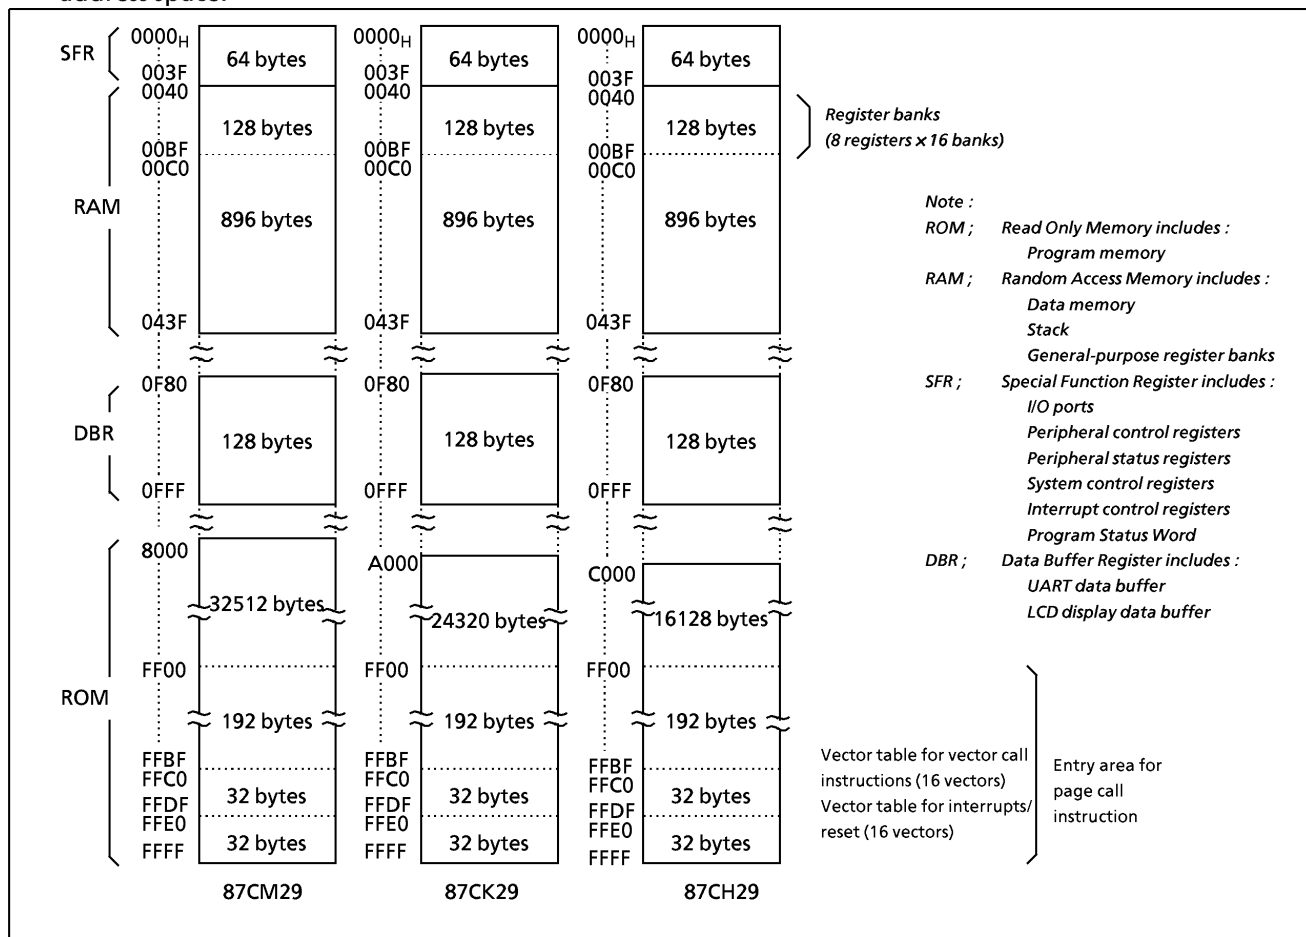 address space.
SFR
0000H
003F
64 bytes
0000H
003F
64 bytes
0000H
003F
64 bytes
RAM
0040
00BF
128 bytes
0040
00BF
128 bytes
0040
00BF
128 bytes
Register banks
(8 registers × 16 banks)
00C0
043F
896 bytes
00C0
043F
896 bytes
00C0
043F
896 bytes
DBR
0F80
0FFF
128 bytes
0F80
0FFF
128 bytes
0F80
0FFF
128 bytes
ROM
8000
32512 bytes
A000
24320 bytes
C000
16128 bytes
FF00
FFBF
192 bytes
FF00
FFBF
192 bytes
FF00
FFBF
192 bytes
FFC0
FFDF
32 bytes
FFC0
FFDF
32 bytes
FFC0
FFDF
32 bytes
FFE0
FFFF
32 bytes
FFE0
FFFF
32 bytes
FFE0
FFFF
32 bytes
87CM29
87CK29
87CH29
Note :
ROM ; Read Only Memory includes :
Program memory
RAM ; Random Access Memory includes :
Data memory
Stack
General-purpose register banks
SFR ; Special Function Register includes :
I/O ports
Peripheral control registers
Peripheral status registers
System control registers
Interrupt control registers
Program Status Word
DBR ; Data Buffer Register includes :
UART data buffer
LCD display data buffer
Vector table for vector call
instructions (16 vectors)
Vector table for interrupts/
reset (16 vectors)
Entry area for
page call
instruction